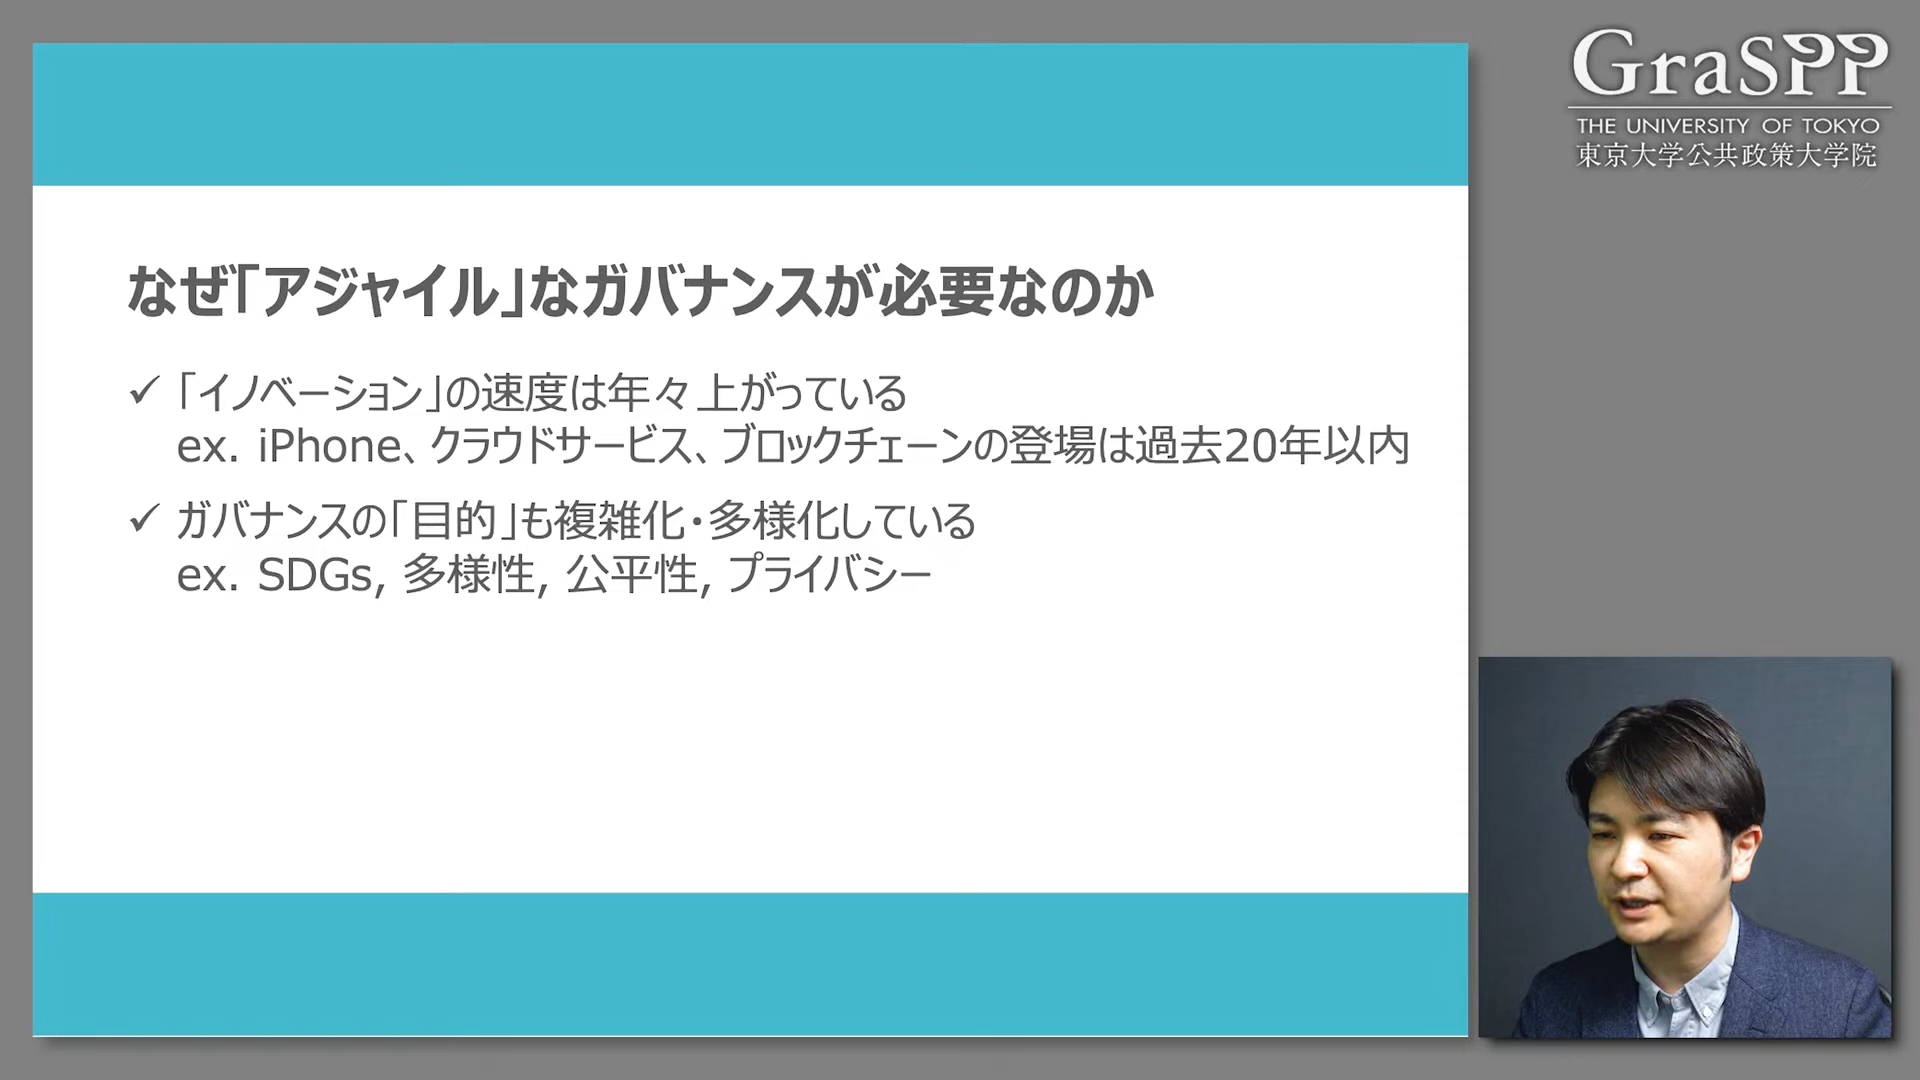 GraSPP
THE UNIVERSITY OF TOKYO
東京大学公共政策大学院
なぜ「アジャイル」なガバナンスが必要なのか
✓ 「イノベーション」の速度は年々上がっている
ex. iPhone、クラウドサービス、ブロックチェーンの登場は過去20年以内
✓ ガバナンスの「目的」も複雑化・多様化している
ex. SDGs, 多様性, 公平性, プライバシー